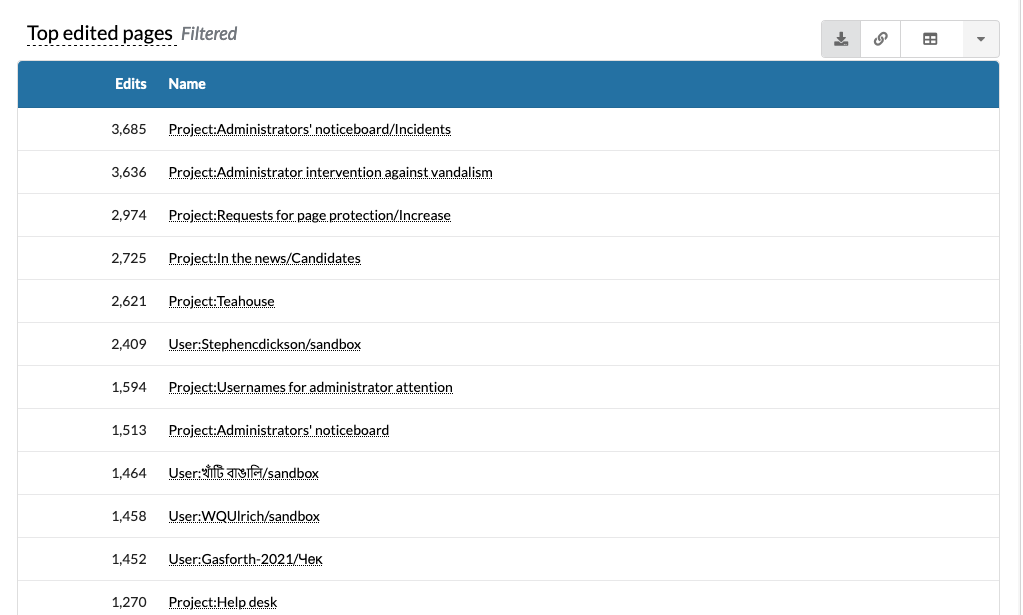 Top edited pages Filtered
Edits Name
3,685 Project:Administrators' noticeboard/Incidents
3,636 Project:Administrator intervention against vandalism
2,974 Project:Requests for page protection/Increase
2,725 Project:In the news/Candidates
2,621 Project:Teahouse
2,409 User:Stephencdickson/sandbox
1,594 Project:Usernames for administrator attention
1,513 Project:Administrators' noticeboard
1,464 User:খাঁটি বাঙালি/sandbox
1,458 User:WQUlrich/sandbox
1,452 User:Gasforth-2021/Чек
1,270 Project:Help desk